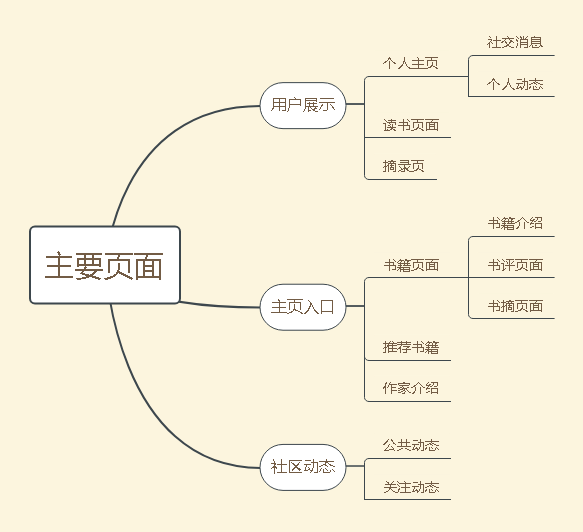 主要页面
用户展示
个人主页
社交消息
个人动态
读书页面
摘录页
主页入口
书籍页面
书籍介绍
书评页面
书摘页面
推荐书籍
作家介绍
社区动态
公共动态
关注动态